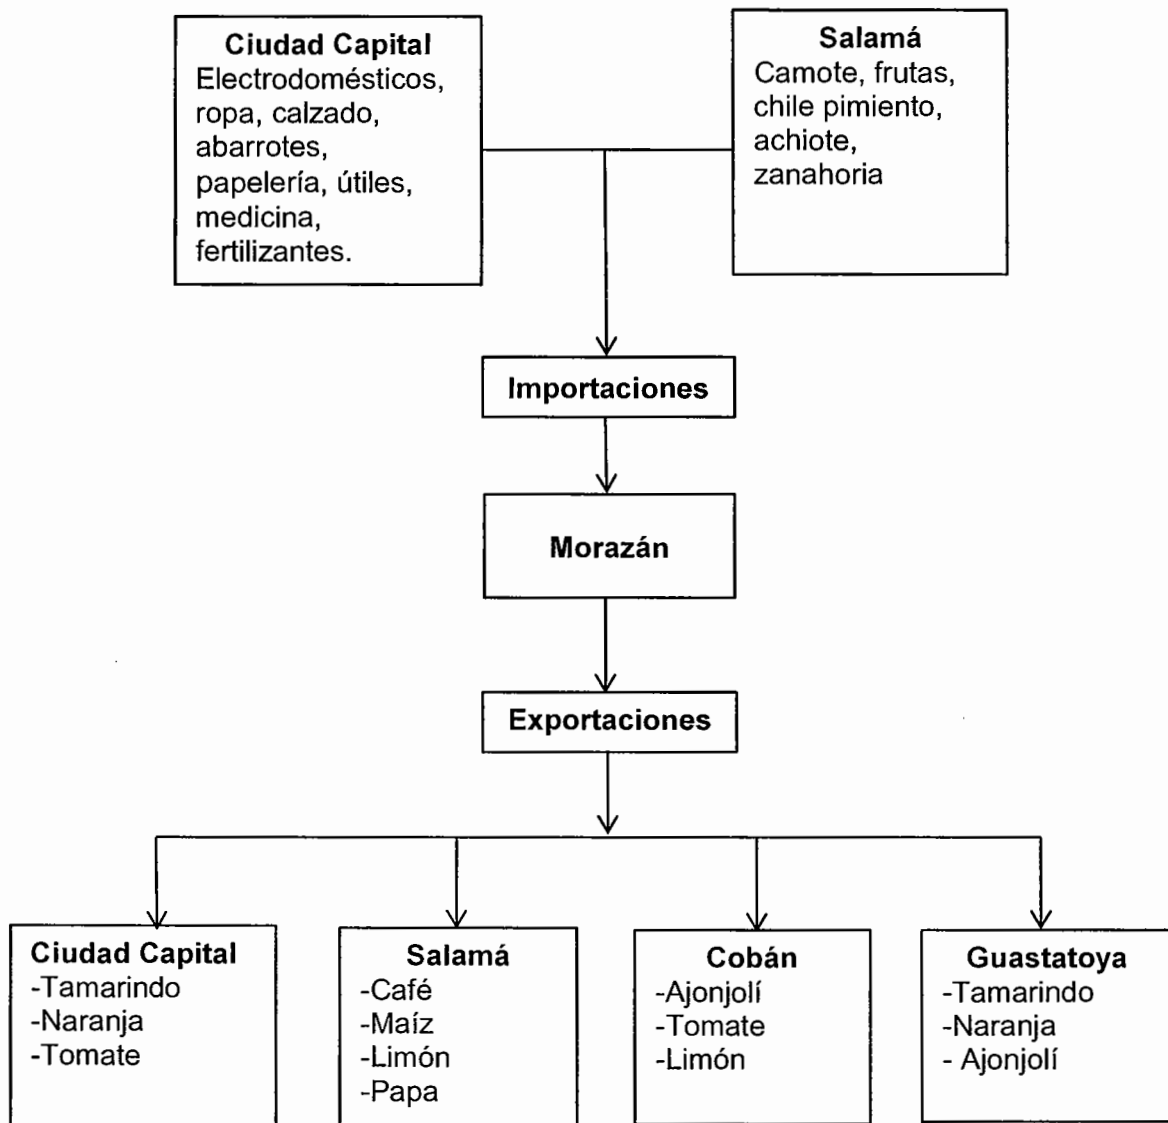 Ciudad Capital
Electrodomésticos,
ropa, calzado,
abarrotes,
papelería, útiles,
medicina,
fertilizantes.
Salamá
Camote, frutas,
chile pimiento,
achiote,
zanahoria
Importaciones
Morazán
Exportaciones
Ciudad Capital
-Tamarindo
-Naranja
-Tomate
Salamá
-Café
-Maíz
-Limón
-Papa
Cobán
-Ajonjolí
-Tomate
-Limón
Guastatoya
-Tamarindo
-Naranja
- Ajonjolí